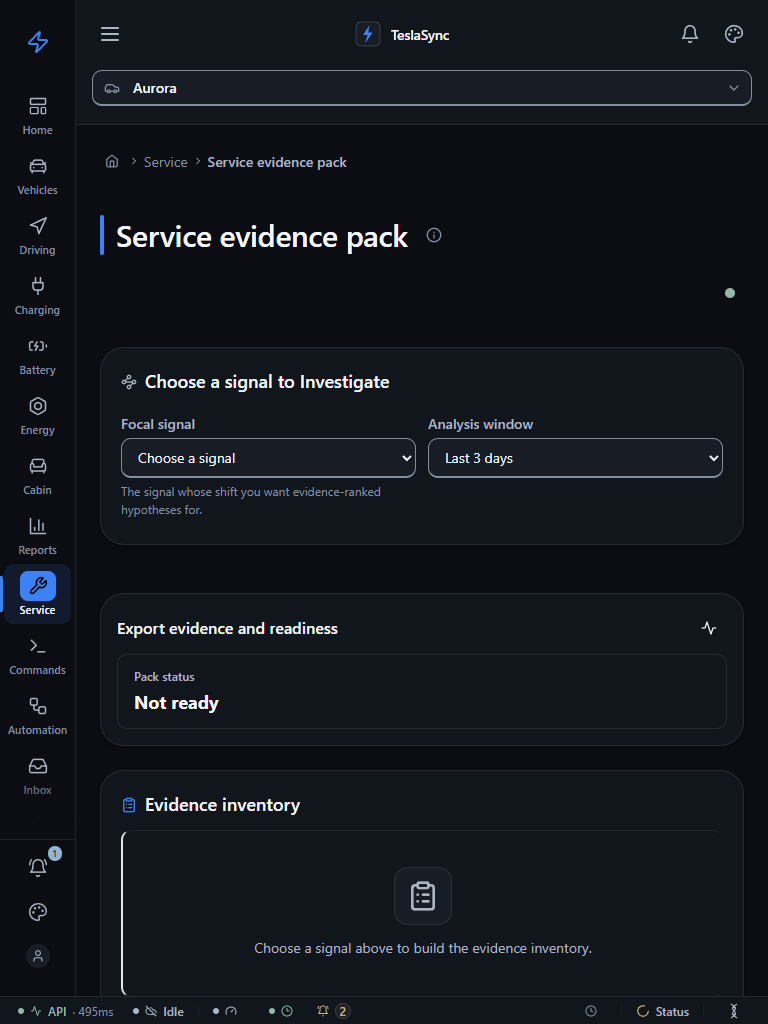 TeslaSync
Aurora
Home
Vehicles
Driving
Charging
Battery
Energy
Cabin
Reports
Service
Commands
Automation
Inbox
1
Service
Service evidence pack
Service evidence pack
Choose a signal to Investigate
Focal signal
Analysis window
Choose a signal
Last 3 days
The signal whose shift you want evidence-ranked
hypotheses for.
Export evidence and readiness
Pack status
Not ready
Evidence inventory
Choose a signal above to build the evidence inventory.
API · 495ms
Idle
2
Status